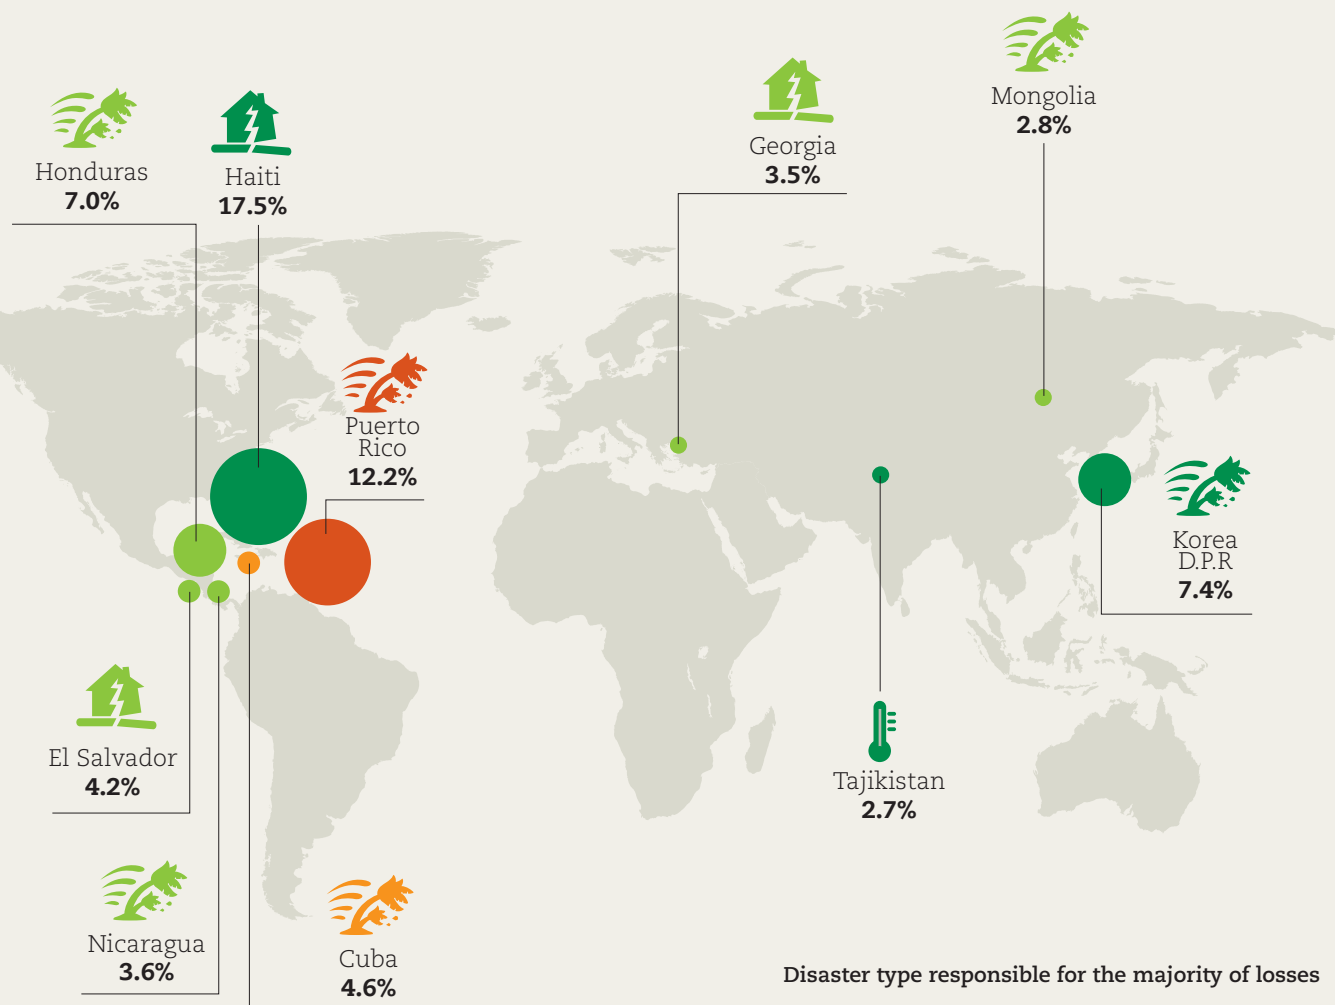 Mongolia
2.8%
Georgia
3.5%
Honduras
7.0%
Haiti
17.5%
Puerto
Rico
12.2%
Korea
D.P.R
7.4%
El Salvador
4.2%
Tajikistan
2.7%
Nicaragua
3.6%
Cuba
4.6%
Disaster type responsible for the majority of losses